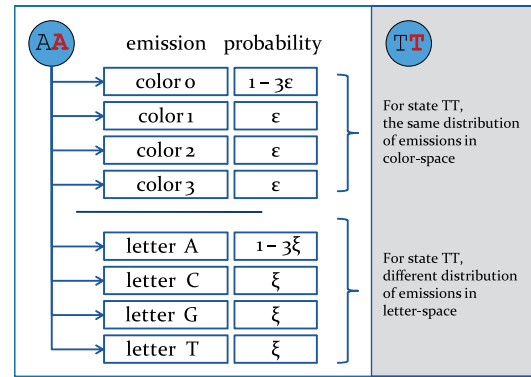 AA emission probability TT
color 0 1 – 3ε
color 1 ε
color 2 ε
color 3 ε
For state TT,
the same distribution
of emissions in
color-space
letter A 1 – 3ξ
letter C ξ
letter G ξ
letter T ξ
For state TT,
different distribution
of emissions in
letter-space